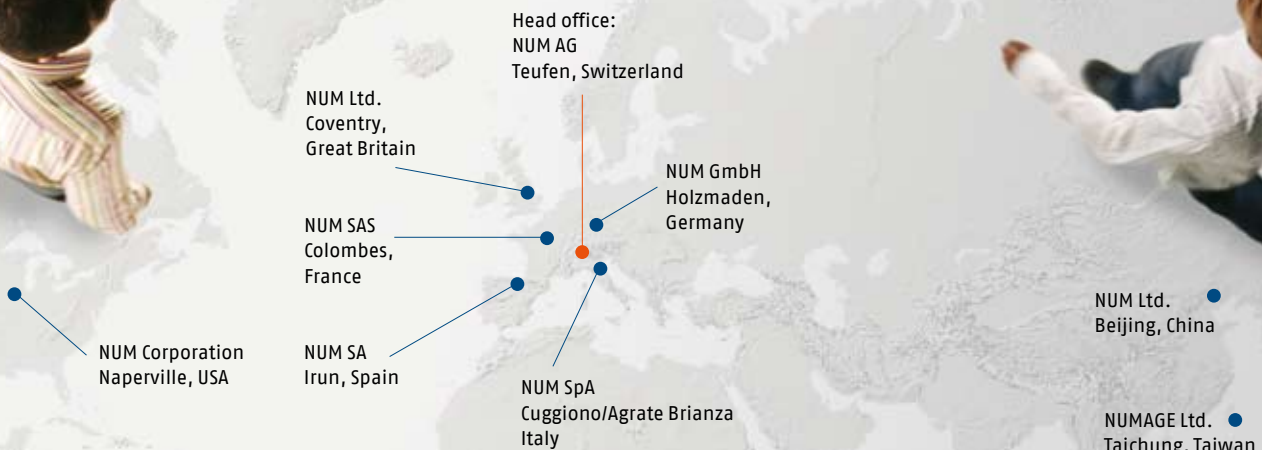 Head office:
NUM AG
Teufen, Switzerland
NUM Ltd.
Coventry,
Great Britain
NUM GmbH
Holzmaden,
Germany
NUM SAS
Colombes,
France
NUM Ltd.
Beijing, China
NUM Corporation
Naperville, USA
NUM SA
Irun, Spain
NUM SpA
Cuggiono/Agrate Brianza
Italy
NUMAGE Ltd.
Taichung, Taiwan